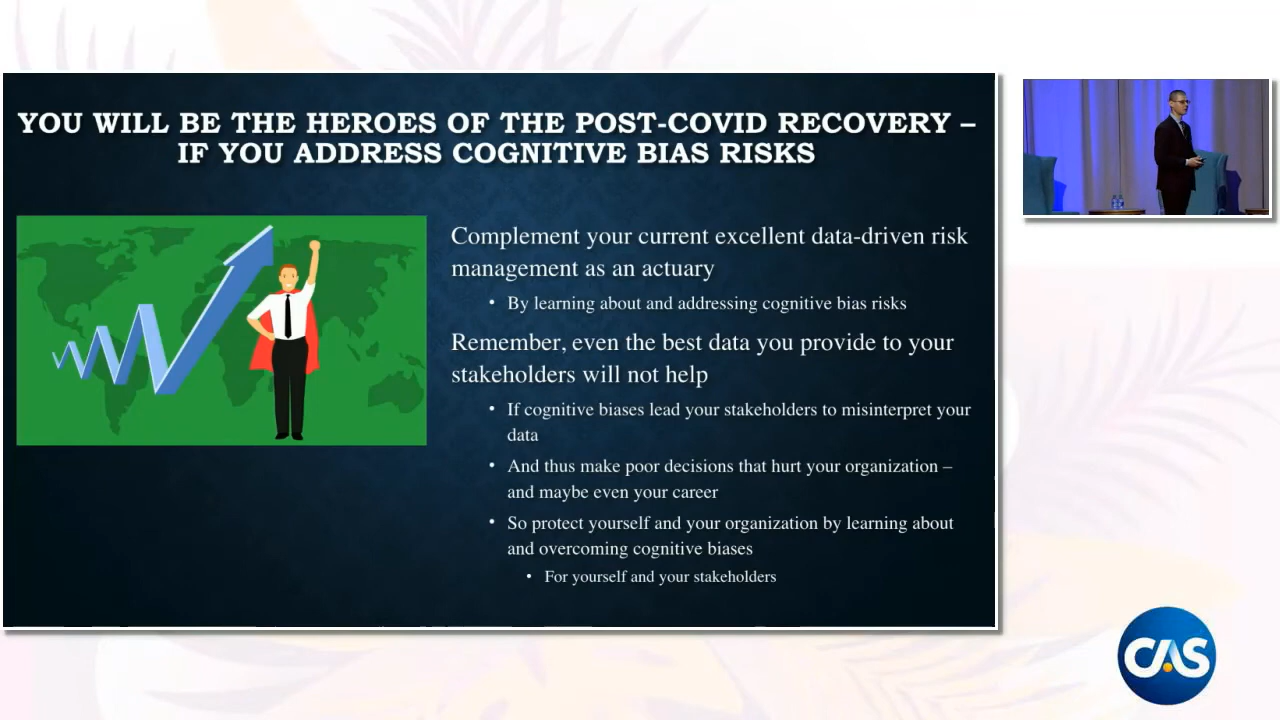 YOU WILL BE THE HEROES OF THE POST-COVID RECOVERY –
IF YOU ADDRESS COGNITIVE BIAS RISKS
Complement your current excellent data-driven risk
management as an actuary
• By learning about and addressing cognitive bias risks
Remember, even the best data you provide to your
stakeholders will not help
• If cognitive biases lead your stakeholders to misinterpret your
data
• And thus make poor decisions that hurt your organization –
and maybe even your career
• So protect yourself and your organization by learning about
and overcoming cognitive biases
• For yourself and your stakeholders
CAS